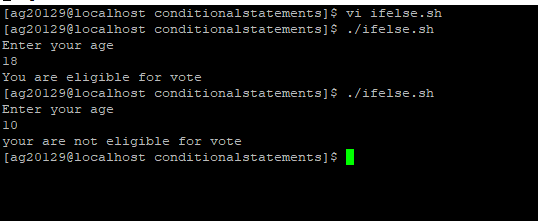 [ag20129@localhost conditionalstatements]$ vi ifelse.sh
[ag20129@localhost conditionalstatements]$ ./ifelse.sh
Enter your age
18
You are eligible for vote
[ag20129@localhost conditionalstatements]$ ./ifelse.sh
Enter your age
10
your are not eligible for vote
[ag20129@localhost conditionalstatements]$